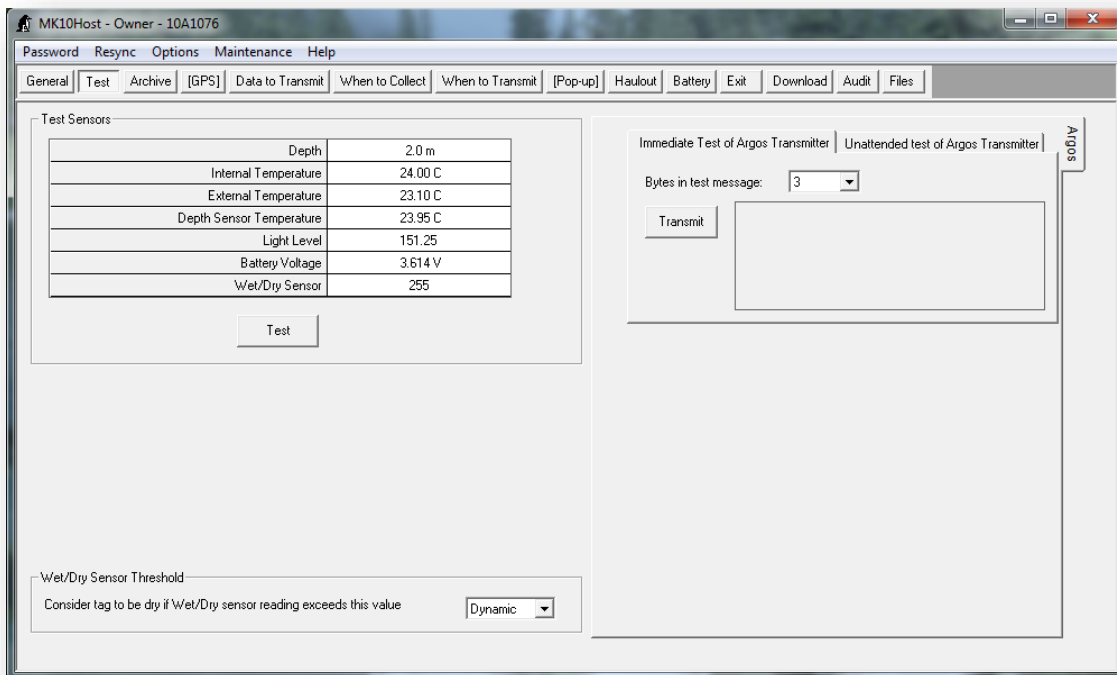 MK10Host - Owner - 10A1076
Password Resync Options Maintenance Help
General Test Archive [GPS] Data to Transmit When to Collect When to Transmit [Pop-up] Haulout Battery Exit Download Audit Files
Test Sensors
Depth 2.0 m
Internal Temperature 24.00 C
External Temperature 23.10 C
Depth Sensor Temperature 23.95 C
Light Level 151.25
Battery Voltage 3.614 V
Wet/Dry Sensor 255
Test
Wet/Dry Sensor Threshold
Consider tag to be dry if Wet/Dry sensor reading exceeds this value Dynamic
Argos
Immediate Test of Argos Transmitter Unattended test of Argos Transmitter
Bytes in test message: 3
Transmit